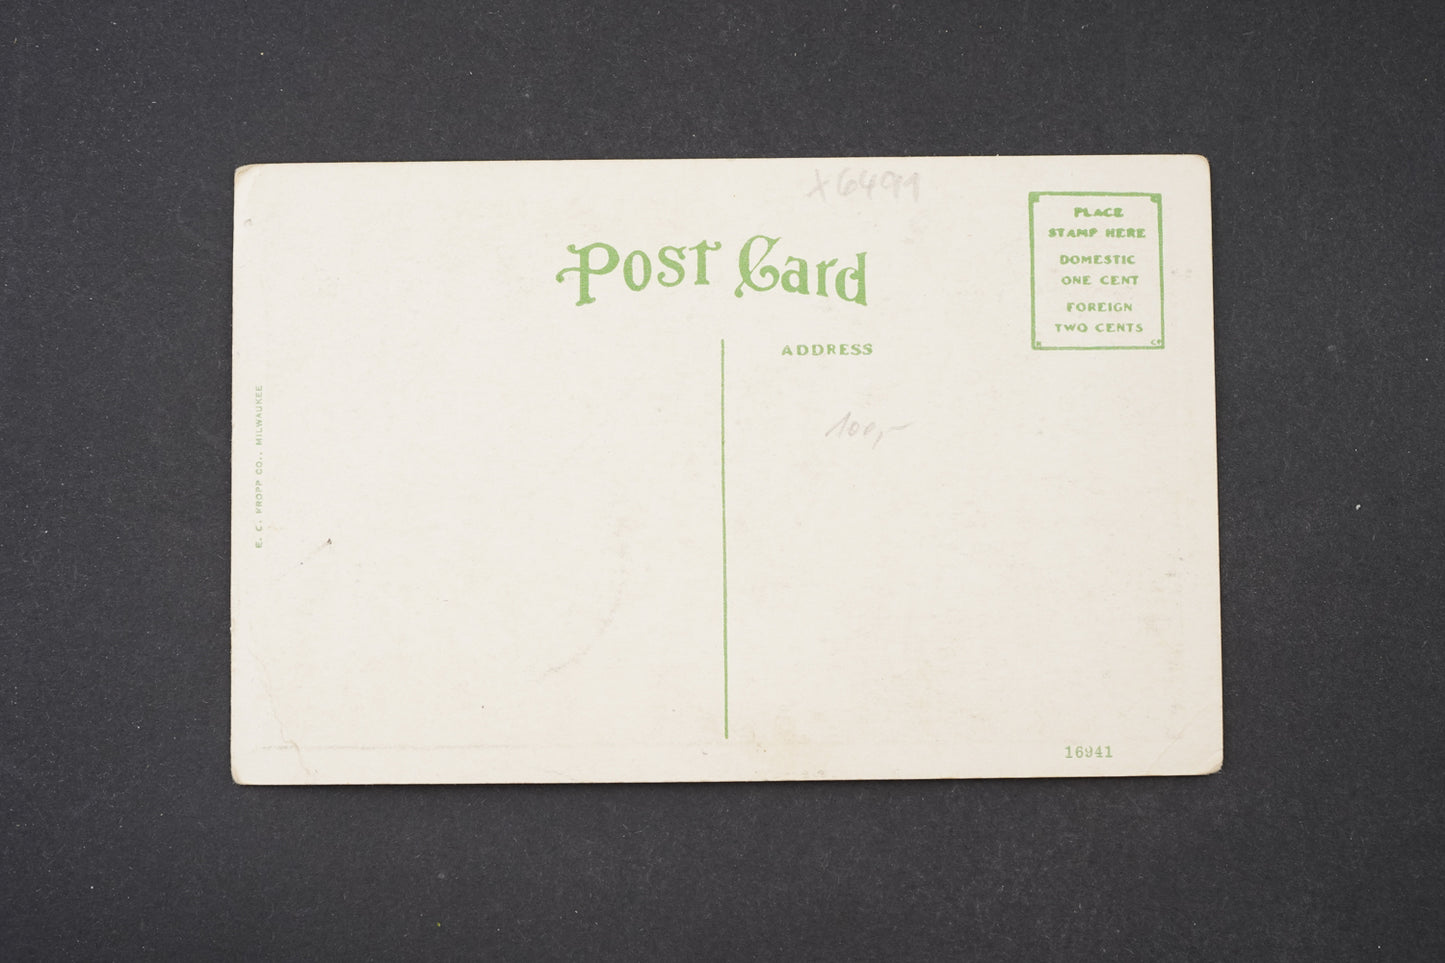 X6491
PLACE
STAMP HERE
DOMESTIC
ONE CENT
FOREIGN
TWO CENTS
POST CARD
ADDRESS
100,-
E. C. KROPP CO., MILWAUKEE
16941